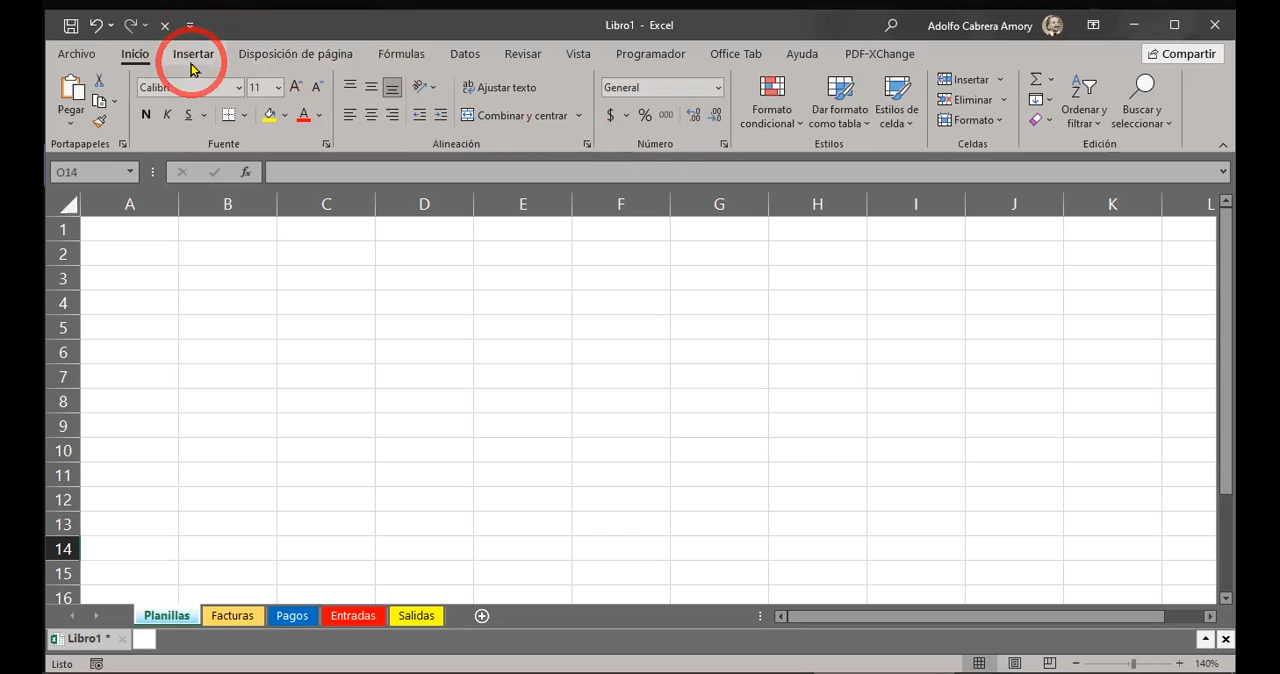 Libro1 - Excel
Adolfo Cabrera Amory
Archivo Inicio Insertar Disposición de página Fórmulas Datos Revisar Vista Programador Office Tab Ayuda PDF-XChange Compartir
Pegar
Portapapeles
11
N K S
Fuente
Ajustar texto
Combinar y centrar
Alineación
General
$ % 000
Número
Formato condicional
Dar formato como tabla
Estilos de celda
Estilos
Insertar
Eliminar
Formato
Celdas
Ordenar y filtrar
Buscar y seleccionar
Edición
O14 fx
A B C D E F G H I J K L
1
2
3
4
5
6
7
8
9
10
11
12
13
14
15
16
Planillas Facturas Pagos Entradas Salidas
Libro1 *
Listo 140%